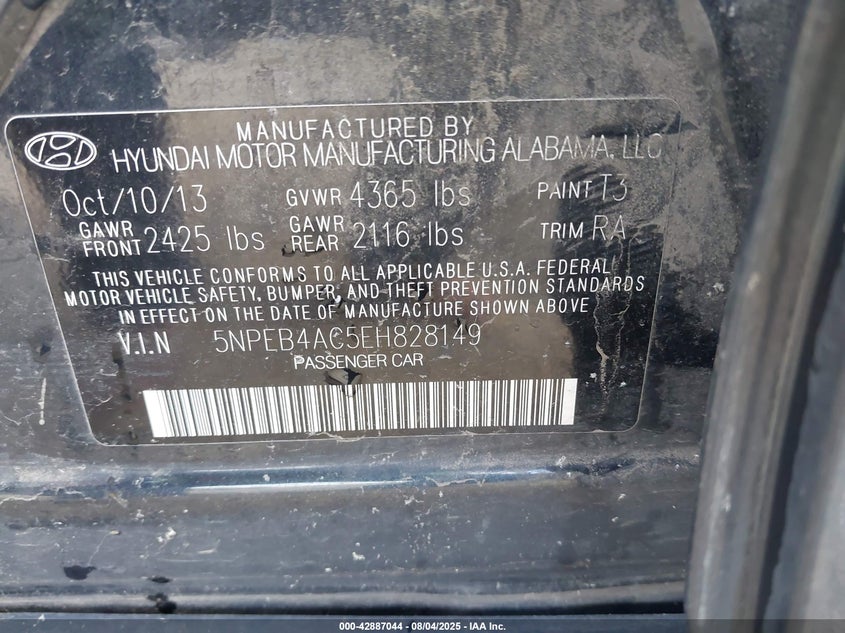 MANUFACTURED BY
HYUNDAI MOTOR MANUFACTURING ALABAMA, LLC
Oct/10/13 GVWR 4365 lbs PAINT T3
GAWR FRONT 2425 lbs GAWR REAR 2116 lbs TRIM RA
THIS VEHICLE CONFORMS TO ALL APPLICABLE U.S.A. FEDERAL
MOTOR VEHICLE SAFETY, BUMPER, AND THEFT PREVENTION STANDARDS
IN EFFECT ON THE DATE OF MANUFACTURE SHOWN ABOVE
V.I.N 5NPEB4AC5EH828149
PASSENGER CAR
000-42887044 - 08/04/2025 - IAA Inc.